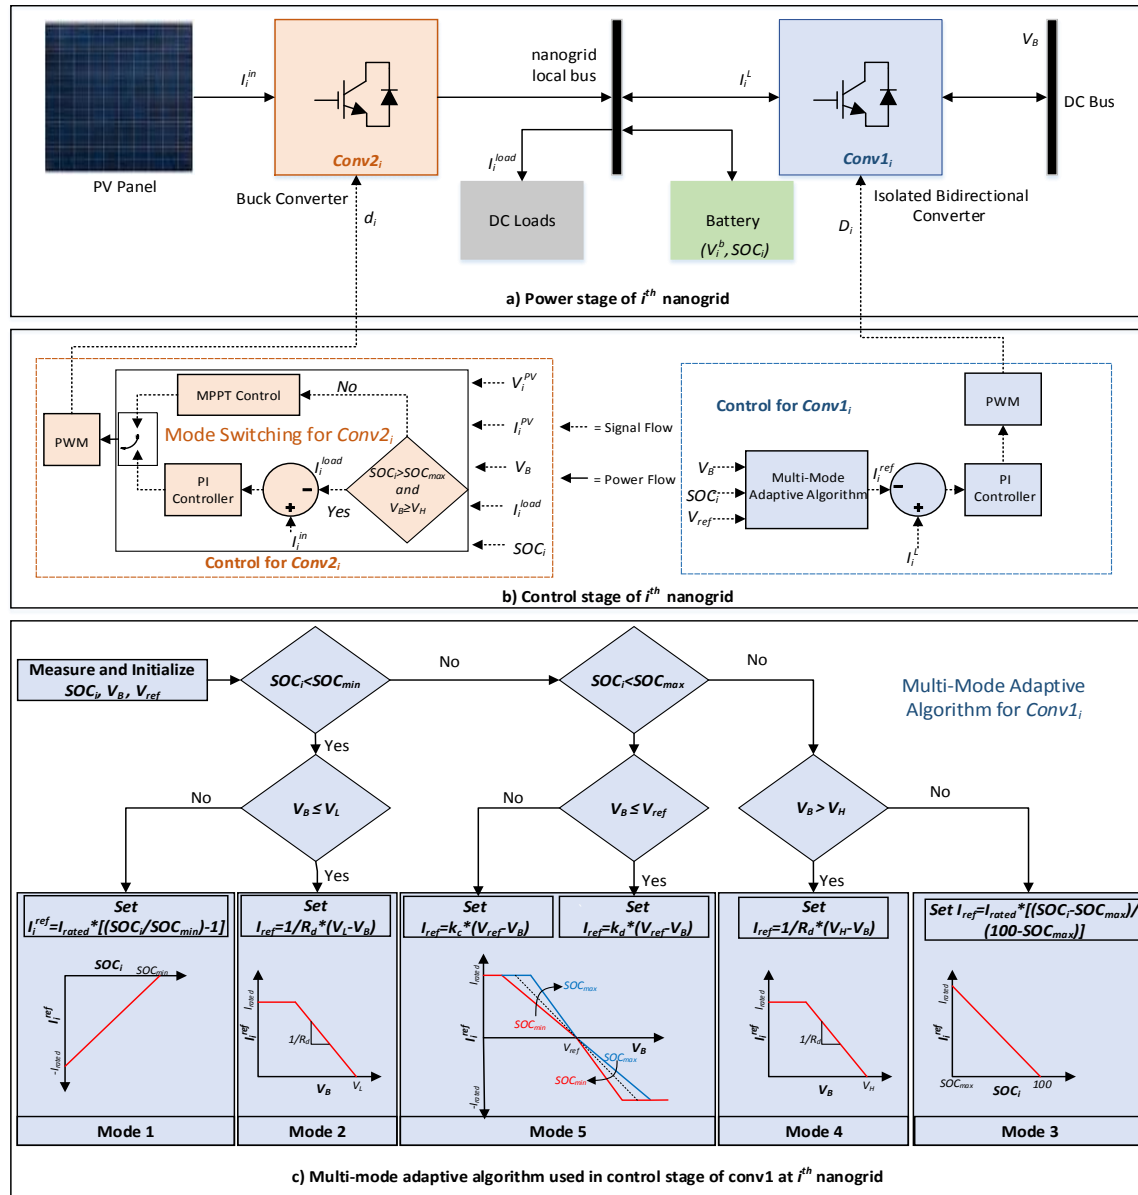 V_B
I_i^in
nanogrid
local bus
I_i^L
DC Bus
Conv2_i
Conv1_i
PV Panel
Buck Converter
d_i
I_i^load
DC Loads
Battery
(V_i^b, SOC_i)
Isolated Bidirectional
Converter
D_i
a) Power stage of i^th nanogrid
No
MPPT Control
V_i^PV
I_i^PV
V_B
I_i^load
SOC_i
PWM
Mode Switching for Conv2_i
PI
Controller
I_i^load
-
+
I_i^in
Yes
SOC_i>SOC_max
and
V_B≥V_H
Control for Conv2_i
= Signal Flow
= Power Flow
Control for Conv1_i
PWM
V_B
SOC_i
V_ref
Multi-Mode
Adaptive Algorithm
I_i^ref
-
+
I_i^L
PI
Controller
b) Control stage of i^th nanogrid
Measure and Initialize
SOC_i, V_B, V_ref
SOC_i<SOC_min
No
SOC_i<SOC_max
No
Multi-Mode Adaptive
Algorithm for Conv1_i
Yes
Yes
No
V_B ≤ V_L
No
V_B ≤ V_ref
V_B > V_H
No
Yes
Yes
Yes
Set
I_i^ref=I_rated*[(SOC_i/SOC_min)-1]
Set
I_ref=1/R_d*(V_L-V_B)
Set
I_ref=k_c*(V_ref-V_B)
Set
I_ref=k_d*(V_ref-V_B)
Set
I_ref=1/R_d*(V_H-V_B)
Set I_ref=I_rated*[(SOC_i-SOC_max)/
(100-SOC_max)]
SOC_i
SOC_min
I_i^ref
-I_rated
I_rated
I_i^ref
1/R_d
V_B
V_L
I_rated
I_i^ref
-I_rated
SOC_max
SOC_min
V_ref
V_B
SOC_max
SOC_min
I_rated
I_i^ref
1/R_d
V_B
V_H
I_rated
I_i^ref
SOC_max
SOC_i
100
Mode 1
Mode 2
Mode 5
Mode 4
Mode 3
c) Multi-mode adaptive algorithm used in control stage of conv1 at i^th nanogrid